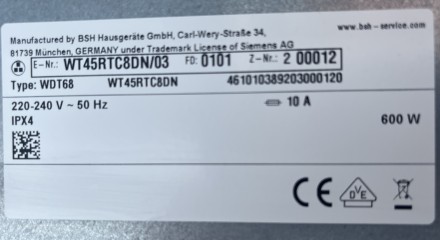 Manufactured by BSH Hausgeräte GmbH, Carl-Wery-Straße 34,
81739 München, GERMANY under Trademark License of Siemens AG
www.bsh-service.com
E-Nr.: WT45RTC8DN/03 FD: 0101 Z-Nr.: 2 00012
Type: WDT68 WT45RTC8DN 461010389203000120
220-240 V ~ 50 Hz 10 A
IPX4 600 W
CE DVE